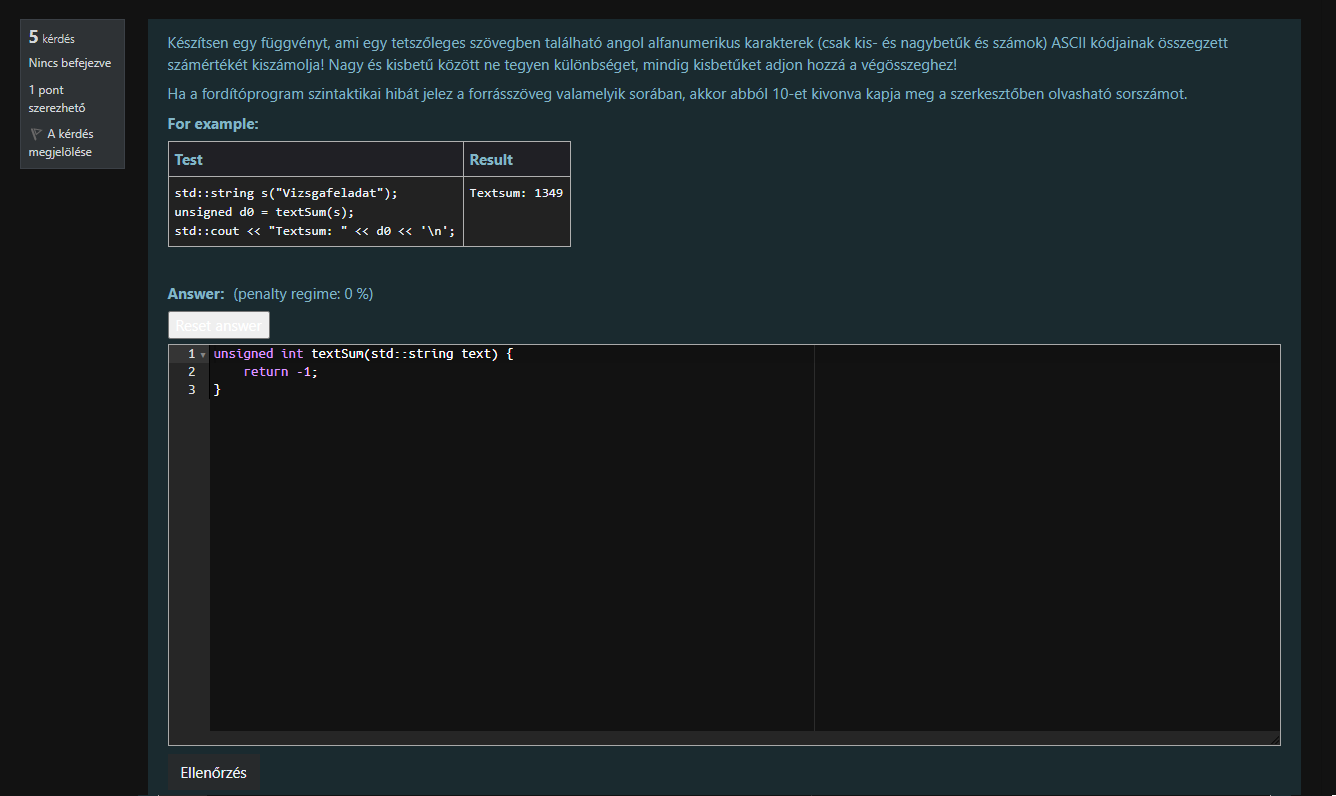 5 kérdés
Nincs befejezve
1 pont
szerezhető
A kérdés
megjelölése
Készítsen egy függvényt, ami egy tetszőleges szövegben található angol alfanumerikus karakterek (csak kis- és nagybetűk és számok) ASCII kódjainak összegzett
számértékét kiszámolja! Nagy és kisbetű között ne tegyen különbséget, mindig kisbetűket adjon hozzá a végösszeghez!
Ha a fordítóprogram szintaktikai hibát jelez a forrásszöveg valamelyik sorában, akkor abból 10-et kivonva kapja meg a szerkesztőben olvasható sorszámot.
For example:
Test Result
std::string s("Vizsgafeladat"); Textsum: 1349
unsigned d0 = textSum(s);
std::cout << "Textsum: " << d0 << '\n';
Answer: (penalty regime: 0 %)
Reset answer
1 unsigned int textSum(std::string text) {
2 return -1;
3 }
Ellenőrzés